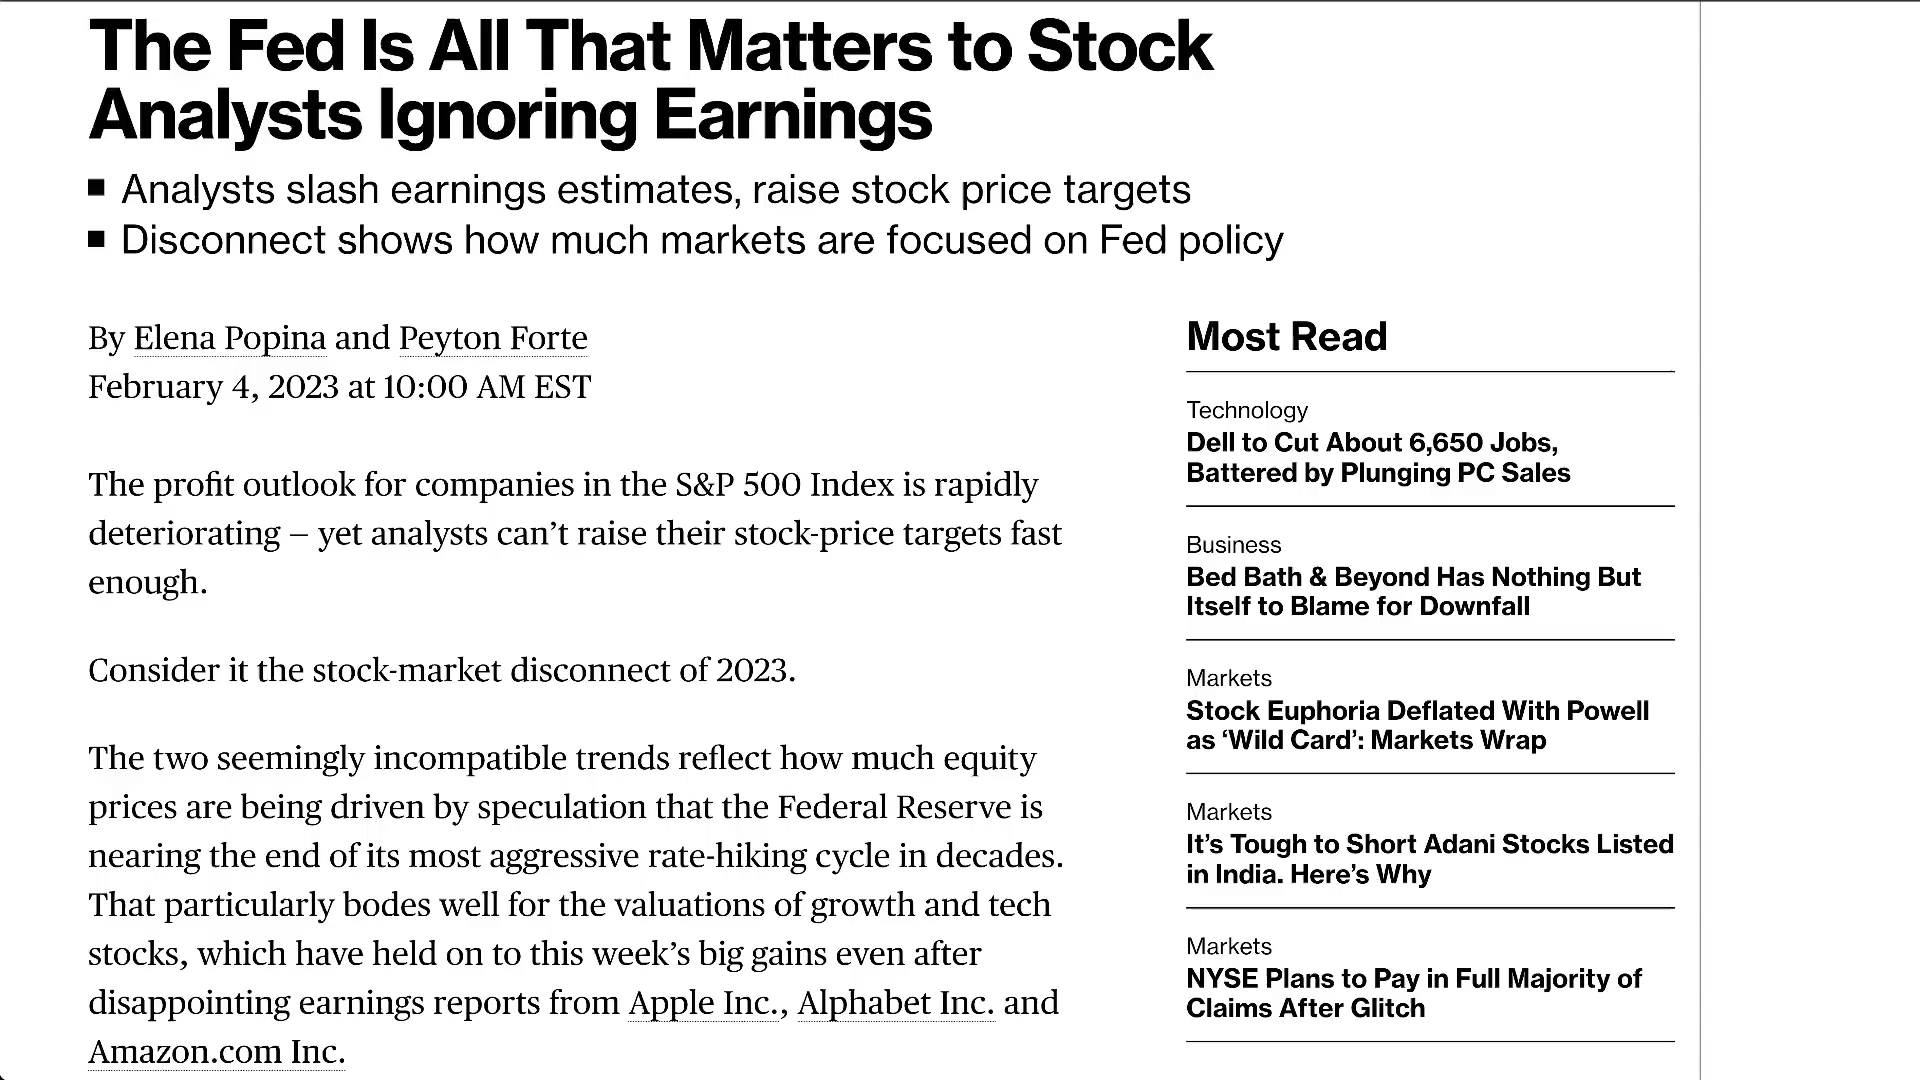 The Fed Is All That Matters to Stock
Analysts Ignoring Earnings
■ Analysts slash earnings estimates, raise stock price targets
■ Disconnect shows how much markets are focused on Fed policy
By Elena Popina and Peyton Forte
February 4, 2023 at 10:00 AM EST
The profit outlook for companies in the S&P 500 Index is rapidly
deteriorating – yet analysts can’t raise their stock-price targets fast
enough.
Consider it the stock-market disconnect of 2023.
The two seemingly incompatible trends reflect how much equity
prices are being driven by speculation that the Federal Reserve is
nearing the end of its most aggressive rate-hiking cycle in decades.
That particularly bodes well for the valuations of growth and tech
stocks, which have held on to this week’s big gains even after
disappointing earnings reports from Apple Inc., Alphabet Inc. and
Amazon.com Inc.
Most Read
Technology
Dell to Cut About 6,650 Jobs,
Battered by Plunging PC Sales
Business
Bed Bath & Beyond Has Nothing But
Itself to Blame for Downfall
Markets
Stock Euphoria Deflated With Powell
as ‘Wild Card’: Markets Wrap
Markets
It’s Tough to Short Adani Stocks Listed
in India. Here’s Why
Markets
NYSE Plans to Pay in Full Majority of
Claims After Glitch